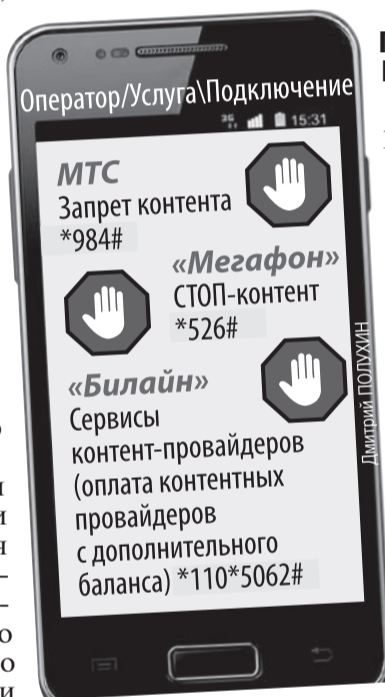 Оператор/Услуга\Подключение
3G 15:31
МТС
Запрет контента
*984#
«Мегафон»
СТОП-контент
*526#
«Билайн»
Сервисы
контент-провайдеров
(оплата контентных
провайдеров
с дополнительного
баланса) *110*5062#
Дмитрий ПОЛУХИН